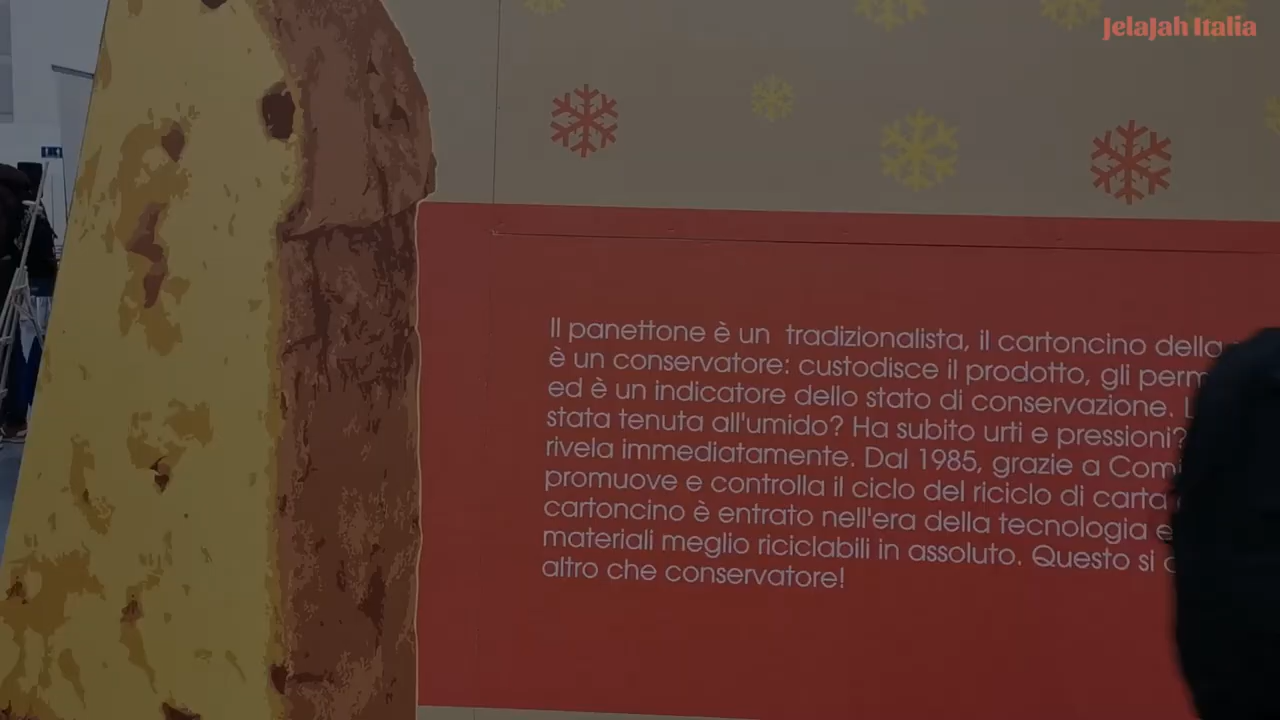 JelaJah Italia
Il panettone è un tradizionalista, il cartoncino della
è un conservatore: custodisce il prodotto, gli
ed è un indicatore dello stato di conservazione.
stata tenuta all'umido? Ha subito urti e pressioni?
rivela immediatamente. Dal 1985, grazie a
promuove e controlla il ciclo del riciclo di carta
cartoncino è entrato nell'era della tecnologia e
materiali meglio riciclabili in assoluto. Questo si
altro che conservatore!